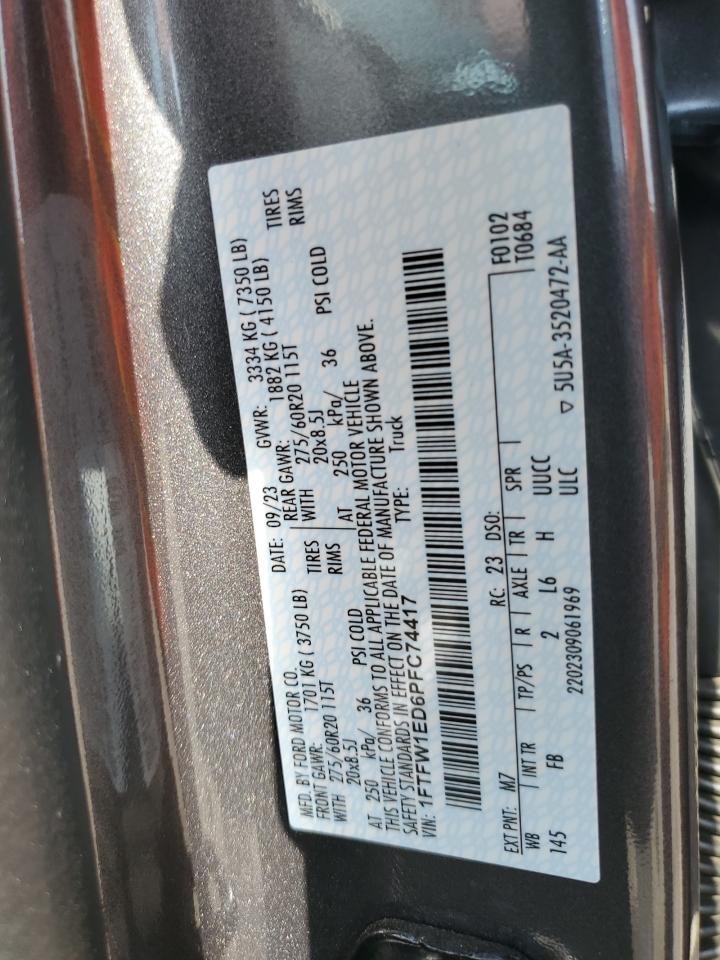 MFD. BY FORD MOTOR CO. DATE: 09/23 GVWR: 3334 KG ( 7350 LB)
FRONT GAWR: 1701 KG ( 3750 LB) REAR GAWR: 1882 KG ( 4150 LB)
WITH 275/60R20 115T TIRES WITH 275/60R20 115T TIRES
20x8.5J RIMS 20x8.5J RIMS
AT 250 kPa/ 36 PSI COLD AT 250 kPa/ 36 PSI COLD
THIS VEHICLE CONFORMS TO ALL APPLICABLE FEDERAL MOTOR VEHICLE
SAFETY STANDARDS IN EFFECT ON THE DATE OF MANUFACTURE SHOWN ABOVE.
VIN: 1FTFW1ED6PFC74417 TYPE: Truck
EXT PNT: M7 RC: 23 DSO: F0102
WB INT TR TP/PS R AXLE TR SPR T0684
145 FB 2 L6 H UUCC
2202309061969 ULC ▽ 5U5A-3520472-AA